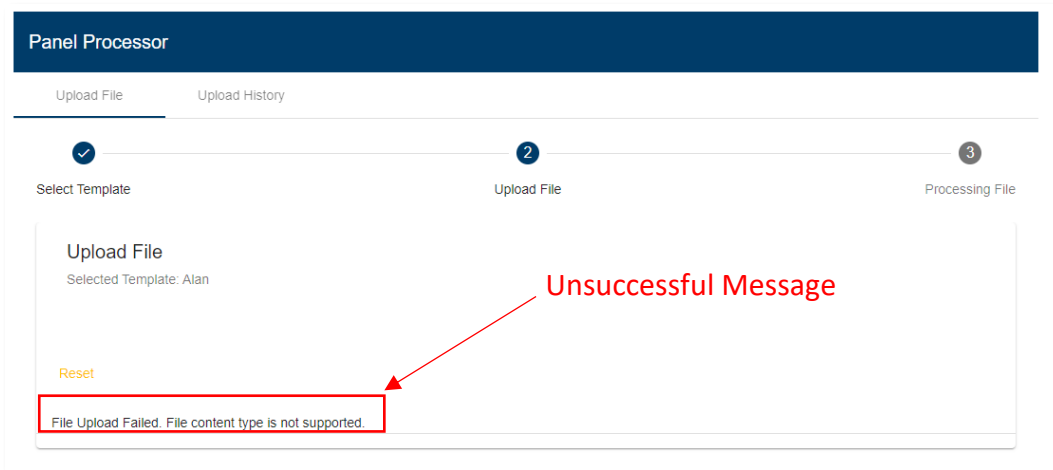 Panel Processor
Upload File
Upload History
2
3
Select Template
Upload File
Processing File
Upload File
Selected Template: Alan
Unsuccessful Message
Reset
File Upload Failed. File content type is not supported.